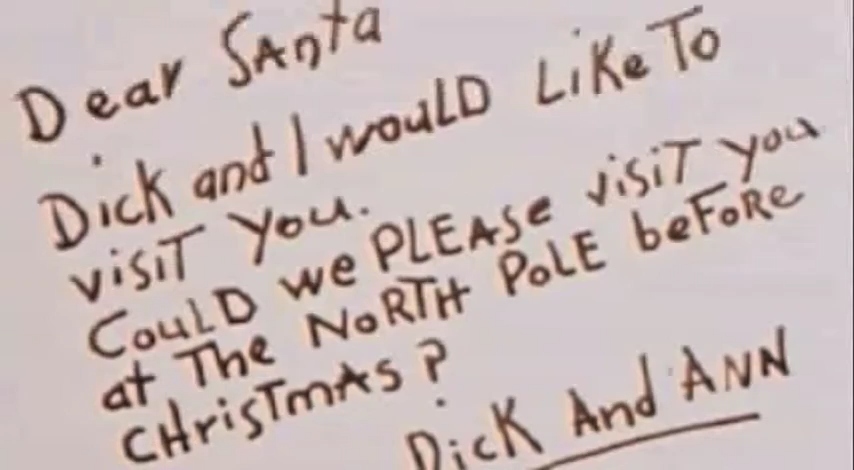 Dear SAnta
Dick and I wouLD LiKe To
visiT you.
CouLD we PLEASe visiT you
at The NoRTH PoLE beFoRe
CHrisTmAs?
DicK And ANN